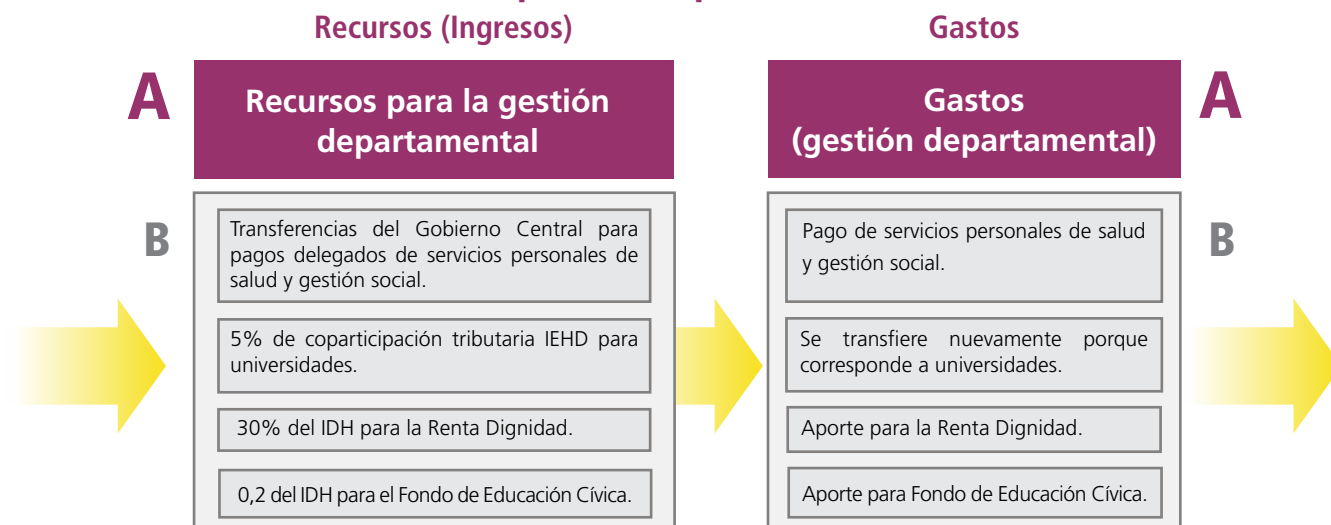 Recursos (Ingresos)
Gastos
A
Recursos para la gestión
departamental
Gastos
(gestión departamental)
A
B
Transferencias del Gobierno Central para
pagos delegados de servicios personales de
salud y gestión social.
Pago de servicios personales de salud
y gestión social.
B
5% de coparticipación tributaria IEHD para
universidades.
Se transfiere nuevamente porque
corresponde a universidades.
30% del IDH para la Renta Dignidad.
Aporte para la Renta Dignidad.
0,2 del IDH para el Fondo de Educación Cívica.
Aporte para Fondo de Educación Cívica.